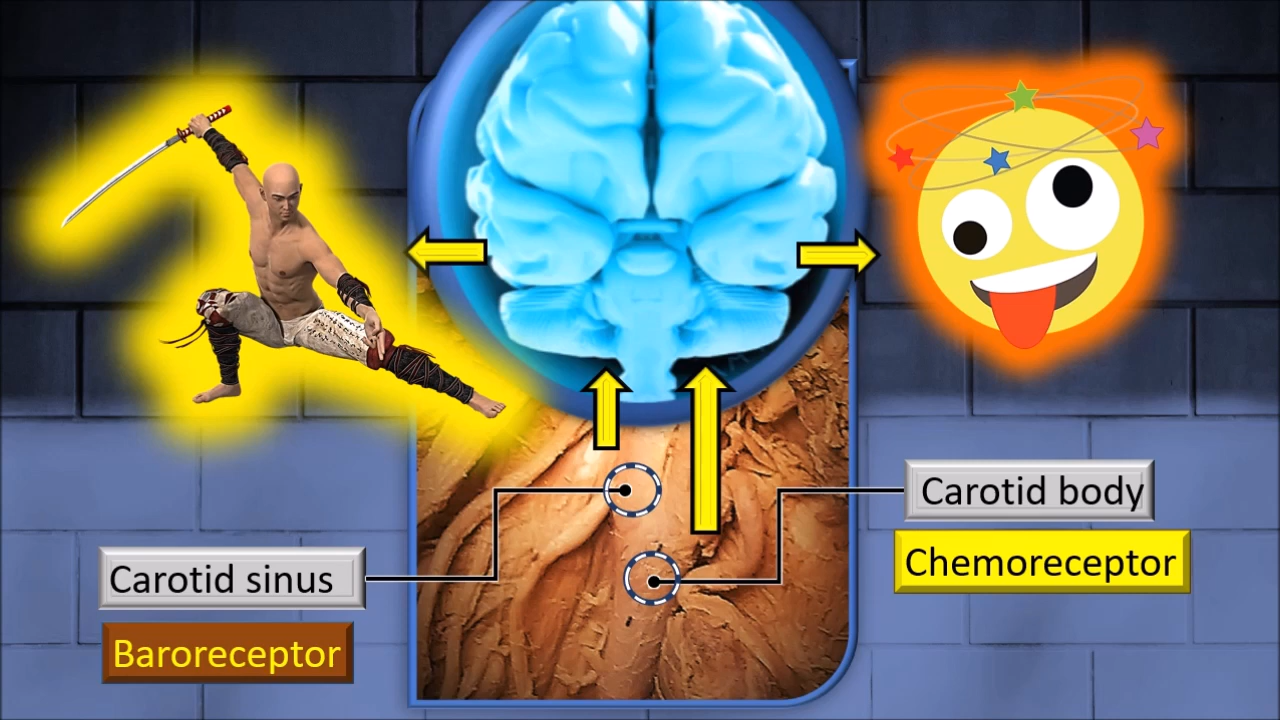 Carotid body
Chemoreceptor
Carotid sinus
Baroreceptor